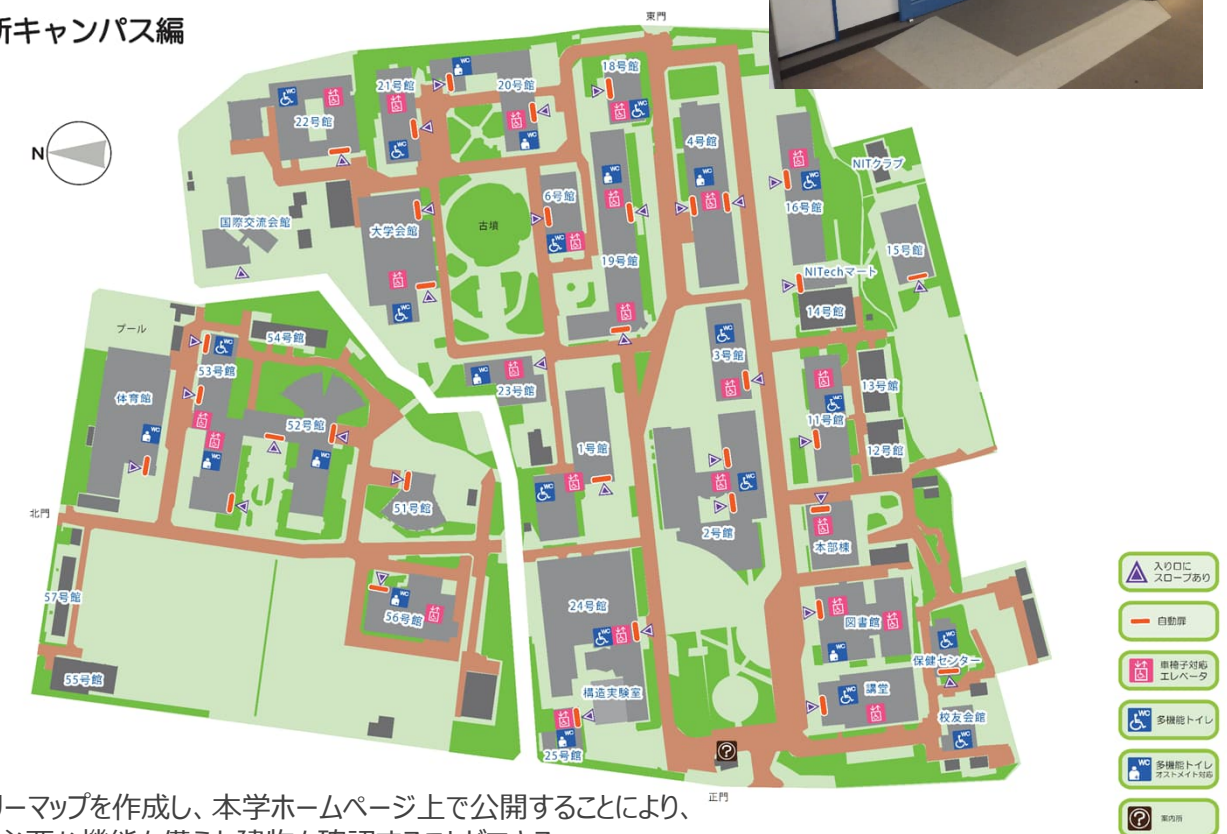 所キャンパス編
東門
N
18号館
20号館
21号館
22号館
4号館
NITクラブ
6号館
16号館
国際交流会館
大学会館
古墳
15号館
19号館
NITechマート
14号館
プール
54号館
3号館
53号館
23号館
13号館
体育館
52号館
11号館
1号館
12号館
51号館
北門
2号館
本部棟
57号館
24号館
56号館
図書館
保健センター
55号館
構造実験室
講堂
校友会館
25号館
正門
WC
入り口に
スロープあり
自動扉
車椅子対応
エレベータ
多機能トイレ
多機能トイレ
オストメイト対応
?
案内所
リーマップを作成し、本学ホームページ上で公開することにより、